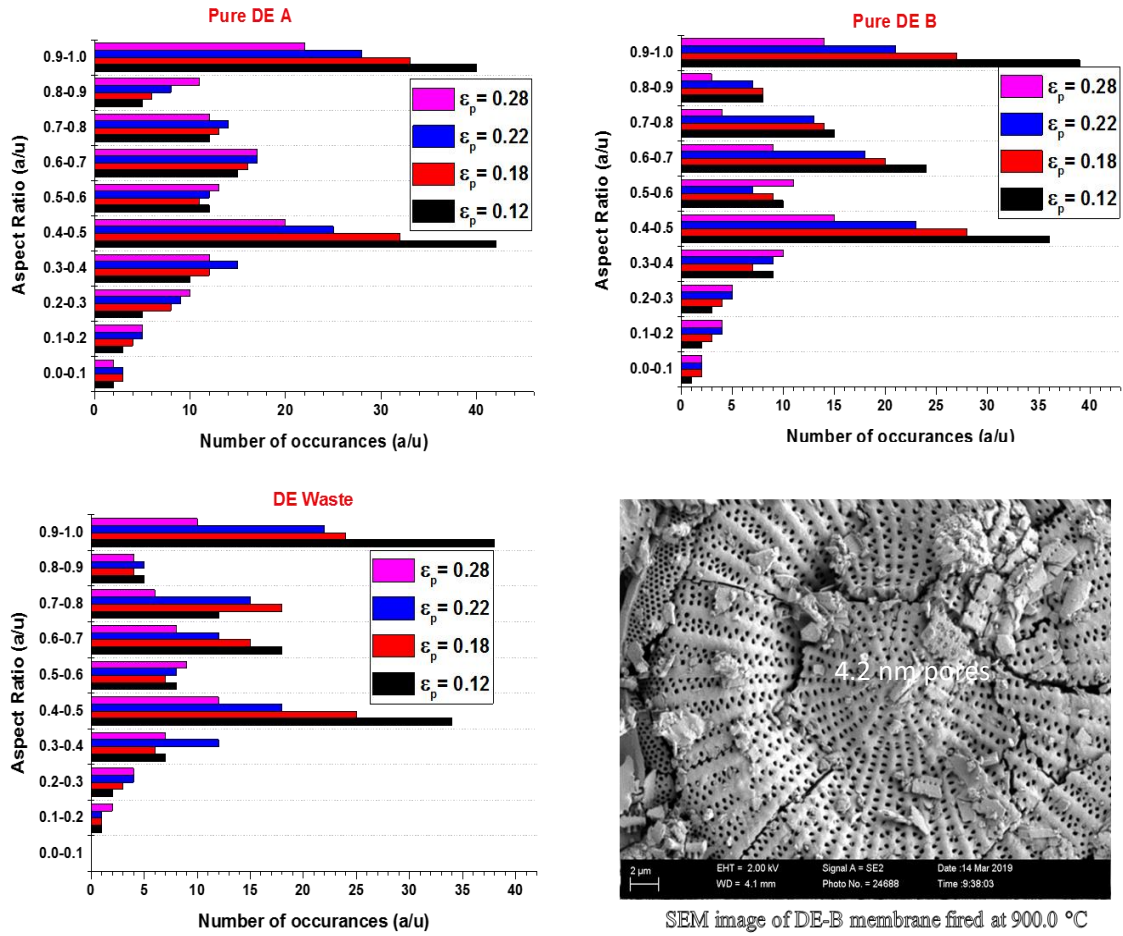 Pure DE A
Aspect Ratio (a/u)
0.9-1.0
0.8-0.9
0.7-0.8
0.6-0.7
0.5-0.6
0.4-0.5
0.3-0.4
0.2-0.3
0.1-0.2
0.0-0.1
εp= 0.28
εp= 0.22
εp= 0.18
εp= 0.12
0 10 20 30 40
Number of occurances (a/u)
Pure DE B
Aspect Ratio (a/u)
0.9-1.0
0.8-0.9
0.7-0.8
0.6-0.7
0.5-0.6
0.4-0.5
0.3-0.4
0.2-0.3
0.1-0.2
0.0-0.1
εp= 0.28
εp= 0.22
εp= 0.18
εp= 0.12
0 5 10 15 20 25 30 35 40
Number of occurances (a/u)
DE Waste
Aspect Ratio (a/u)
0.9-1.0
0.8-0.9
0.7-0.8
0.6-0.7
0.5-0.6
0.4-0.5
0.3-0.4
0.2-0.3
0.1-0.2
0.0-0.1
εp= 0.28
εp= 0.22
εp= 0.18
εp= 0.12
0 5 10 15 20 25 30 35 40
Number of occurances (a/u)
4.2 nm pores
2 µm
EHT = 2.00 kV Signal A = SE2 Date :14 Mar 2019
WD = 4.1 mm Photo No. = 24688 Time :9:38:03
SEM image of DE-B membrane fired at 900.0 °C